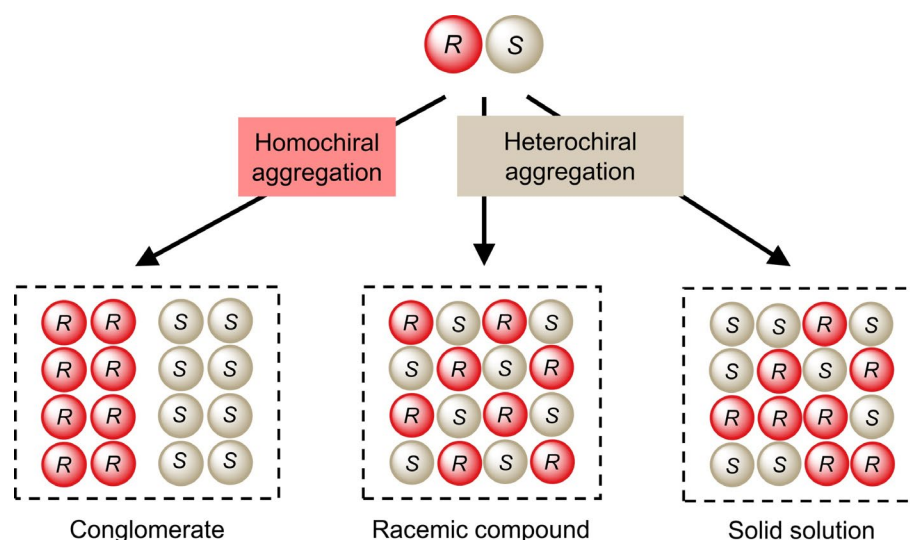 R S
Homochiral
aggregation
Heterochiral
aggregation
R R S S
R R S S
R R S S
R R S S
R S R S
S R S R
R S R S
S R S R
S S R S
S R S R
R R R S
S S R R
Conglomerate
Racemic compound
Solid solution